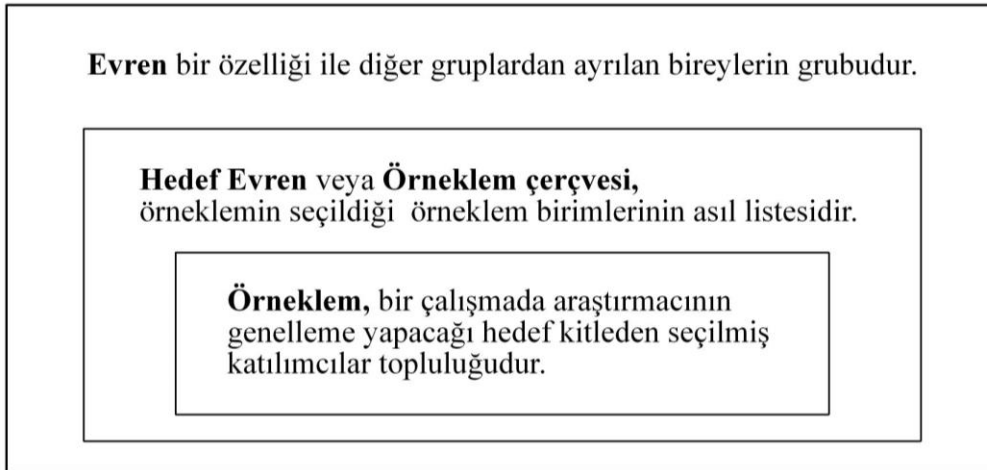 Evren bir özelliği ile diğer gruplardan ayrılan bireylerin grubudur.
Hedef Evren veya Örneklem çerçvesi,
örneklemin seçildiği örneklem birimlerinin asıl listesidir.
Örneklem, bir çalışmada araştırmacının
genelleme yapacağı hedef kitleden seçilmiş
katılımcılar topluluğudur.